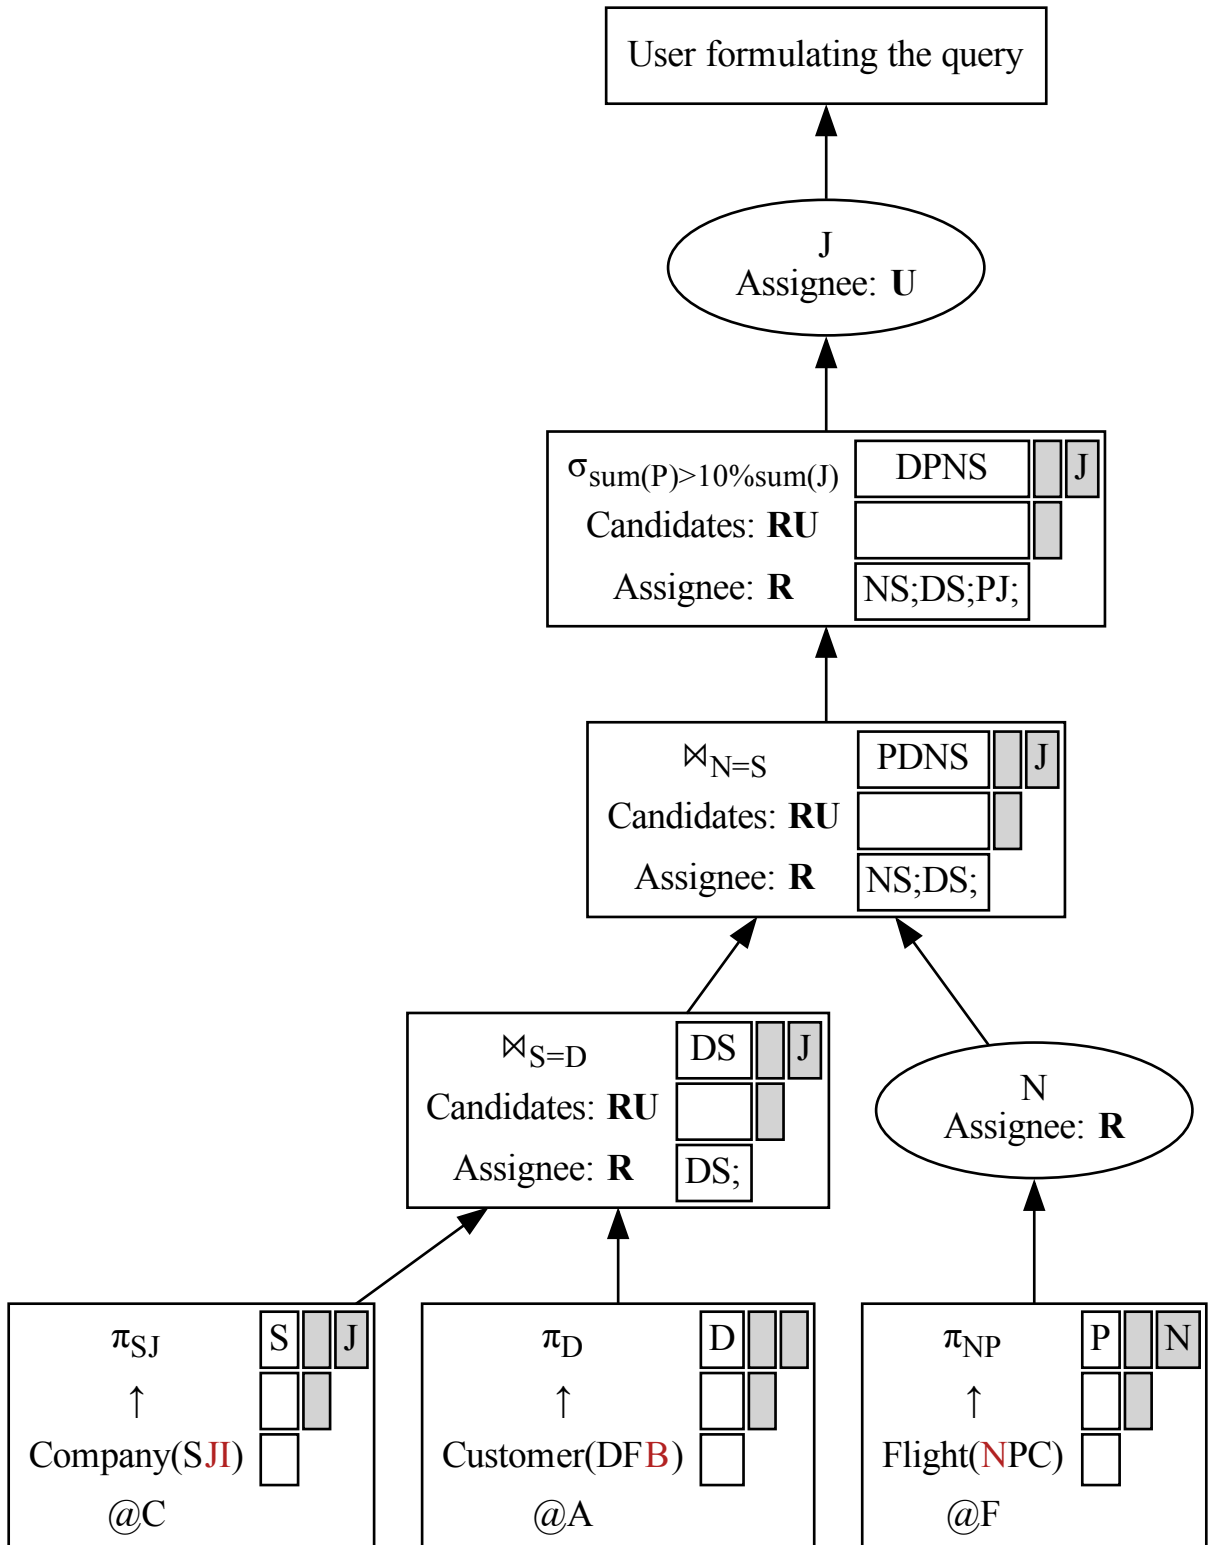 User formulating the query
J
Assignee: U
σsum(P)>10%sum(J) DPNS J
Candidates: RU
Assignee: R NS;DS;PJ;
⋈N=S PDNS J
Candidates: RU
Assignee: R NS;DS;
⋈S=D DS J
Candidates: RU
Assignee: R DS;
N
Assignee: R
πSJ S J
↑
Company(SJI)
@C
πD D
↑
Customer(DFB)
@A
πNP P N
↑
Flight(NPC)
@F